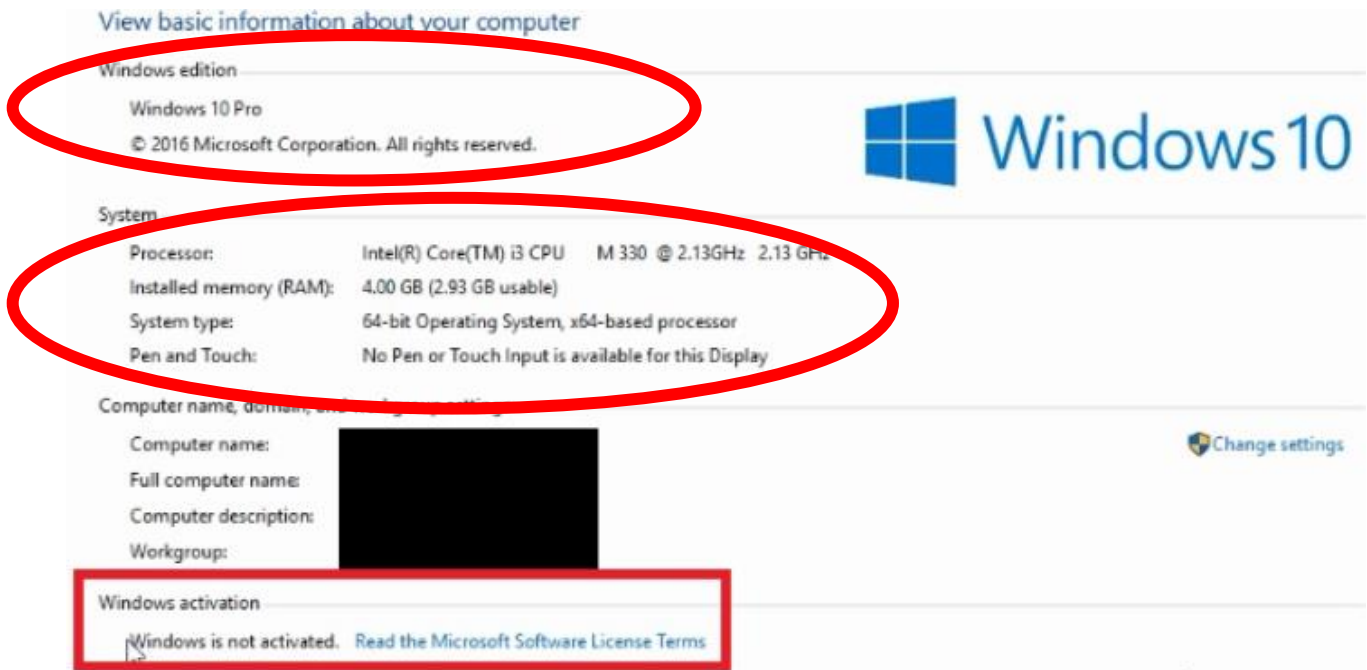 View basic information about your computer
Windows edition
Windows 10 Pro
© 2016 Microsoft Corporation. All rights reserved.
Windows 10
System
Processor: Intel(R) Core(TM) i3 CPU M 330 @ 2.13GHz 2.13 GHz
Installed memory (RAM): 4.00 GB (2.93 GB usable)
System type: 64-bit Operating System, x64-based processor
Pen and Touch: No Pen or Touch Input is available for this Display
Computer name, domain, and
Computer name:
Change settings
Full computer name:
Computer description:
Workgroup:
Windows activation
Windows is not activated. Read the Microsoft Software License Terms